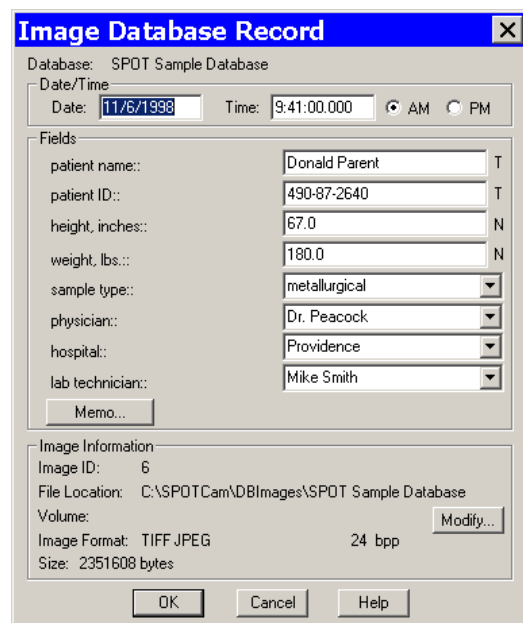 Image Database Record
Database: SPOT Sample Database
Date/Time
Date: 11/6/1998 Time: 9:41:00.000 AM PM
Fields
patient name:: Donald Parent T
patient ID:: 490-87-2640 T
height, inches:: 67.0 N
weight, lbs.:: 180.0 N
sample type:: metallurgical
physician:: Dr. Peacock
hospital:: Providence
lab technician:: Mike Smith
Memo...
Image Information
Image ID: 6
File Location: C:\SPOTCam\DBImages\SPOT Sample Database
Volume:
Modify...
Image Format: TIFF JPEG 24 bpp
Size: 2351608 bytes
OK Cancel Help